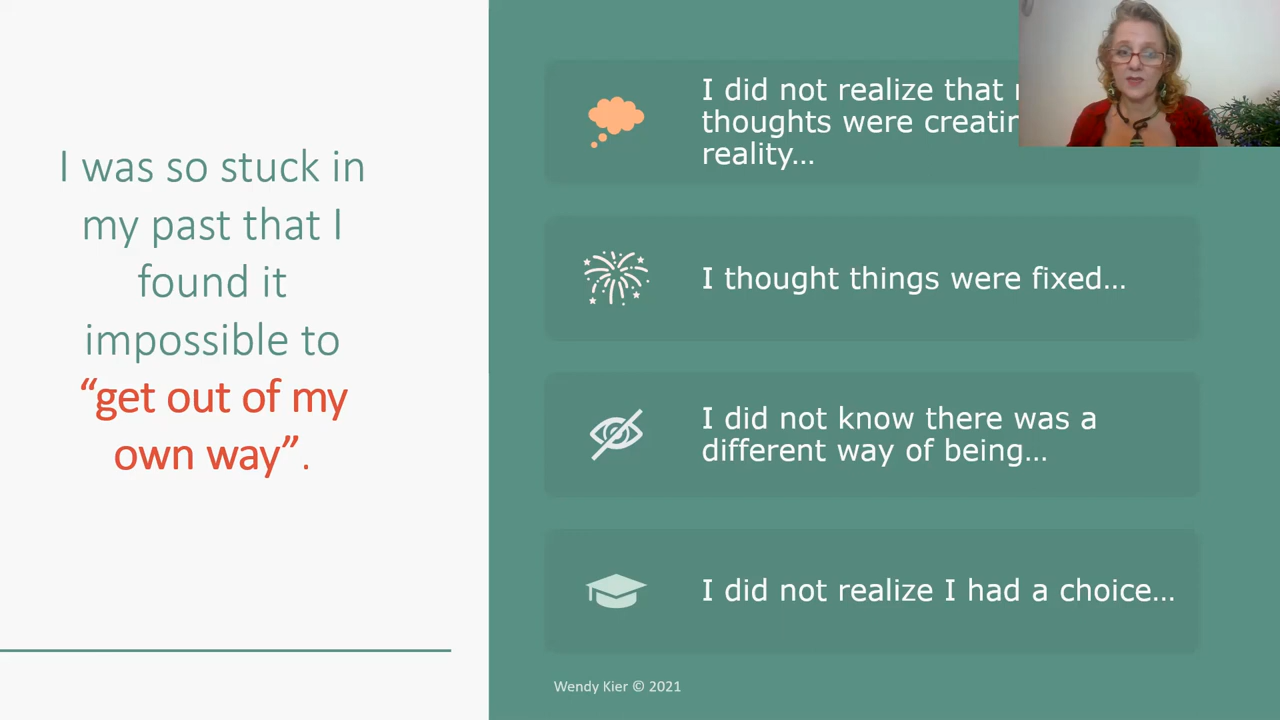 I was so stuck in
my past that I
found it
impossible to
“get out of my
own way”.
I did not realize that
thoughts were
reality…
I thought things were fixed…
I did not know there was a
different way of being…
I did not realize I had a choice…
Wendy Kier © 2021